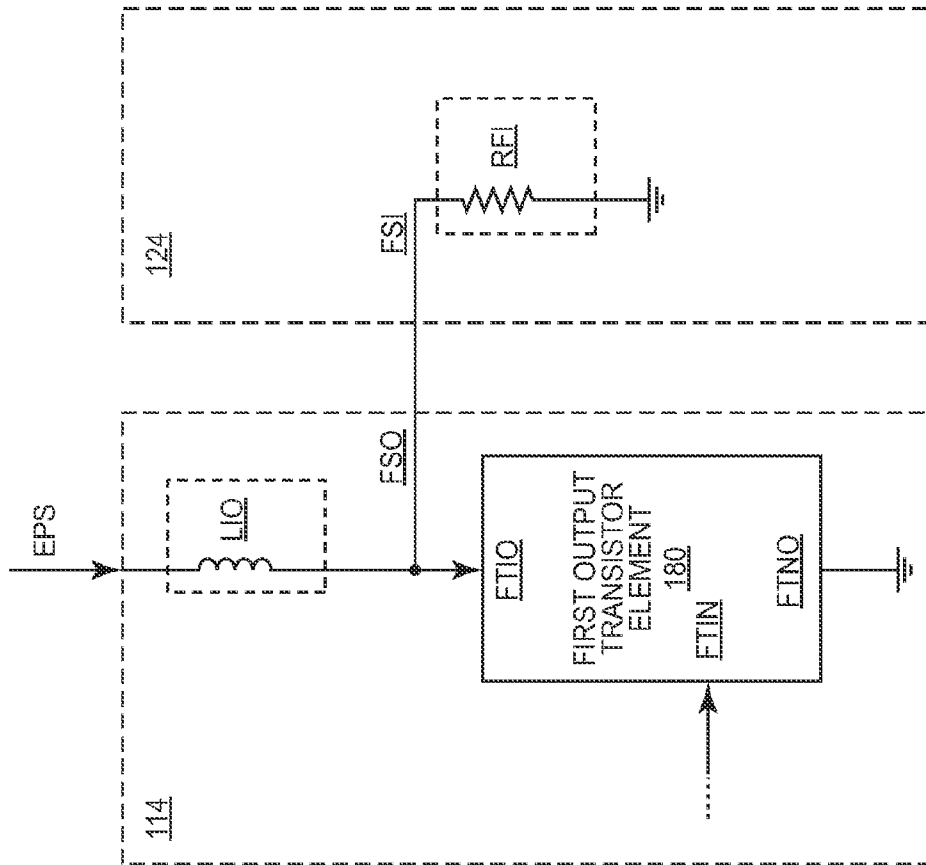 EPS
124
LIO
RFI
FSO
FSI
FTIO
FIRST OUTPUT
TRANSISTOR
ELEMENT
180
FTIN
FTNO
114